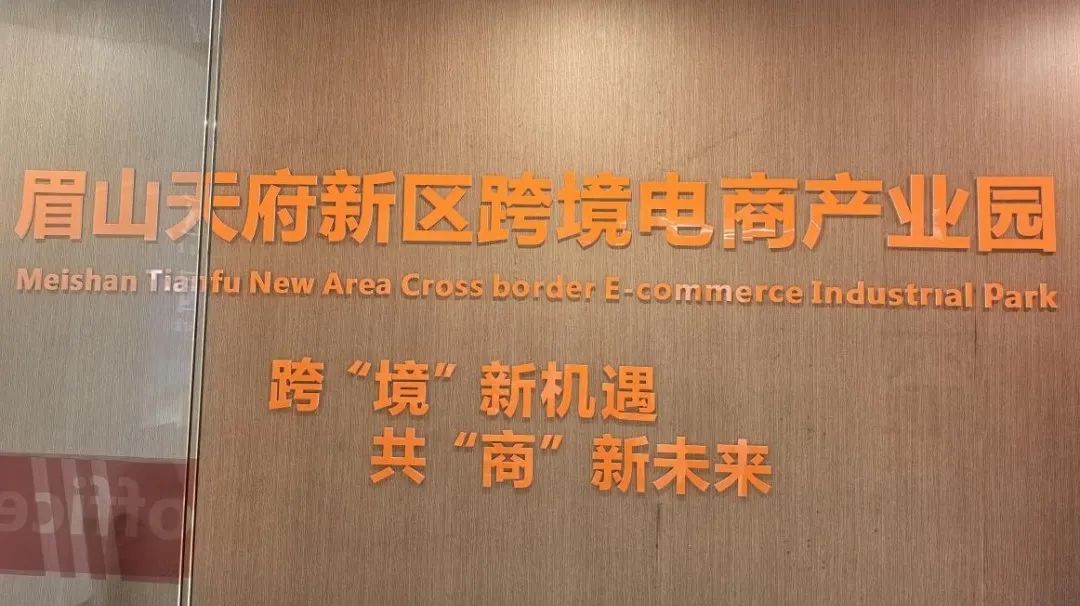 眉山天府新区跨境电商产业园
Meishan Tianfu New Area Cross border E-commerce Industrial Park
跨“境”新机遇
共“商”新未来
office